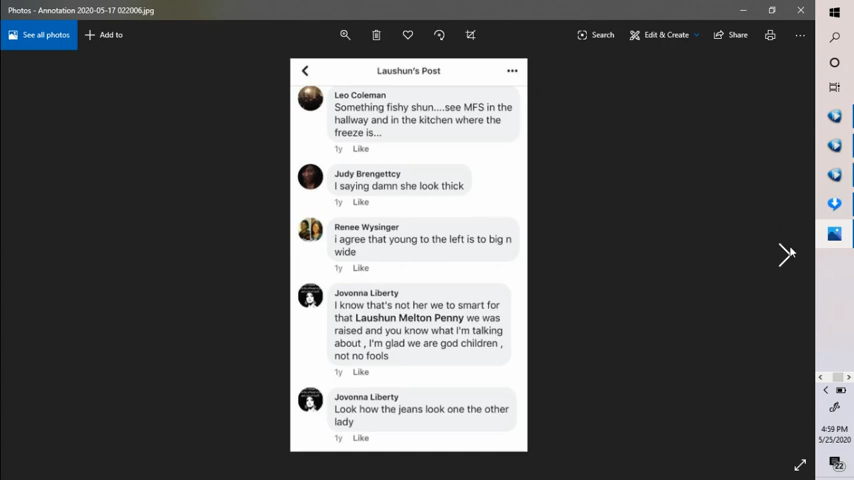 Photos - Annotation 2020-05-17 022006.jpg
See all photos
Add to
Search
Edit & Create
Share
Laushun's Post
Leo Coleman
Something fishy shun....see MFS in the
hallway and in the kitchen where the
freeze is...
1y Like
Judy Brengettcy
I saying damn she look thick
1y Like
Renee Wysinger
i agree that young to the left is to big n
wide
1y Like
Jovonna Liberty
I know that's not her we to smart for
that Laushun Melton Penny we was
raised and you know what I'm talking
about , I'm glad we are god children ,
not no fools
1y Like
Jovonna Liberty
Look how the jeans look one the other
lady
1y Like
4:59 PM
5/25/2020
22